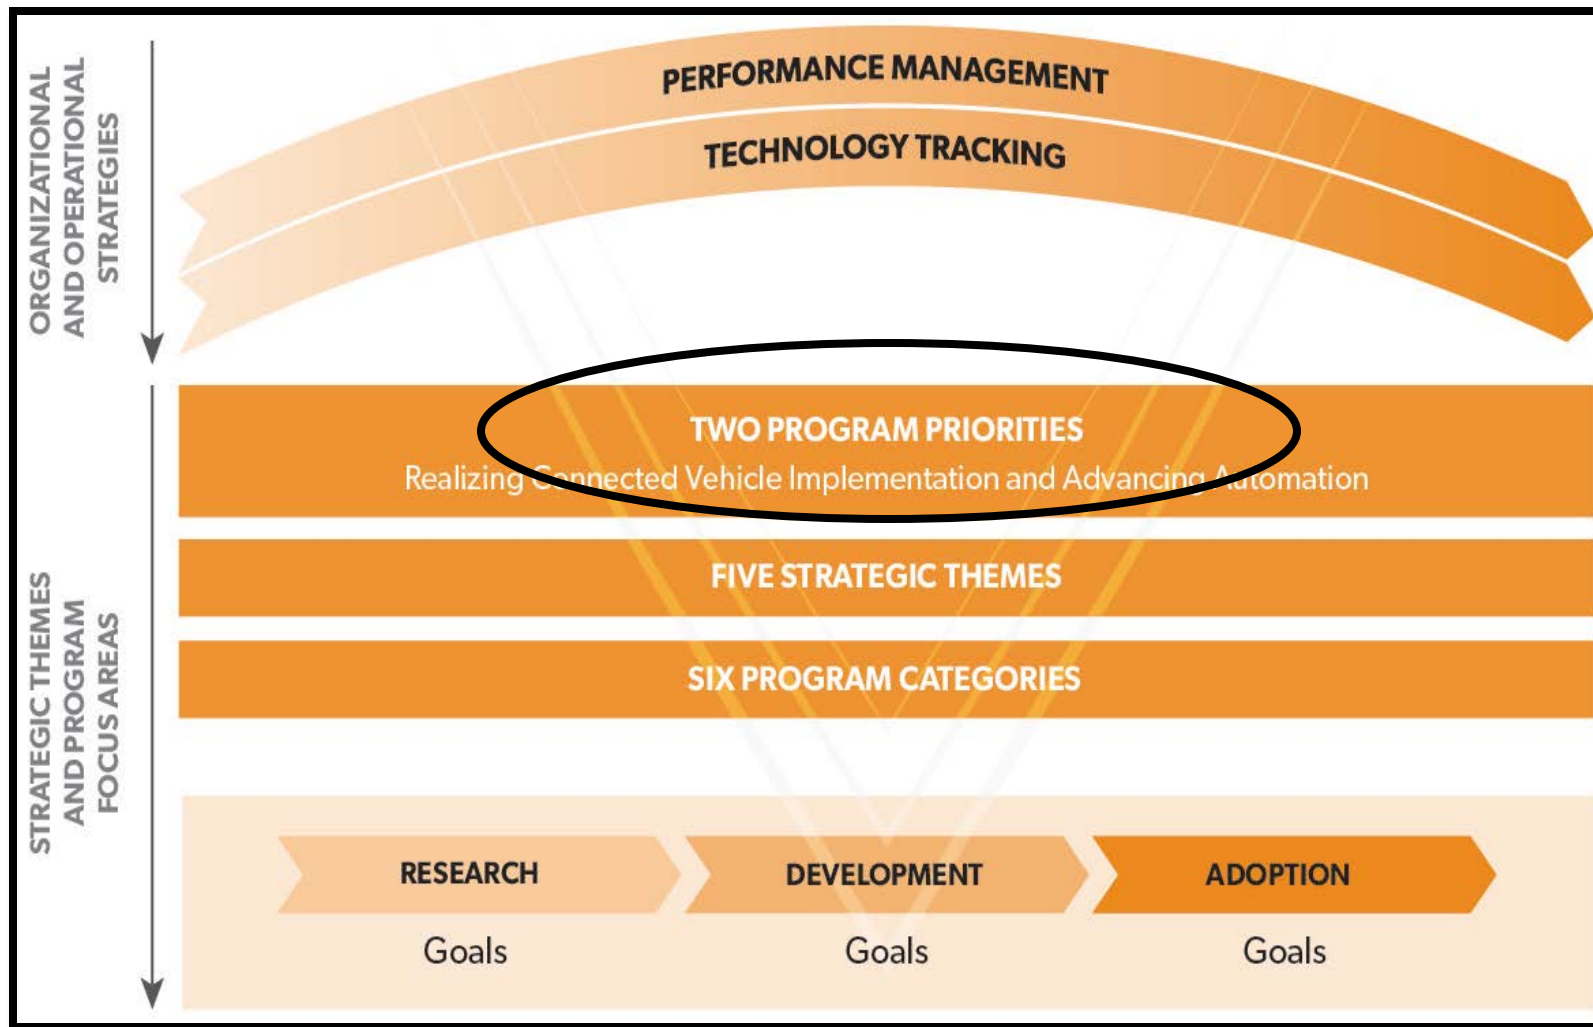 ORGANIZATIONAL
AND OPERATIONAL
STRATEGIES
PERFORMANCE MANAGEMENT
TECHNOLOGY TRACKING
STRATEGIC THEMES
AND PROGRAM
FOCUS AREAS
TWO PROGRAM PRIORITIES
Realizing Connected Vehicle Implementation and Advancing Automation
FIVE STRATEGIC THEMES
SIX PROGRAM CATEGORIES
RESEARCH
DEVELOPMENT
ADOPTION
Goals
Goals
Goals